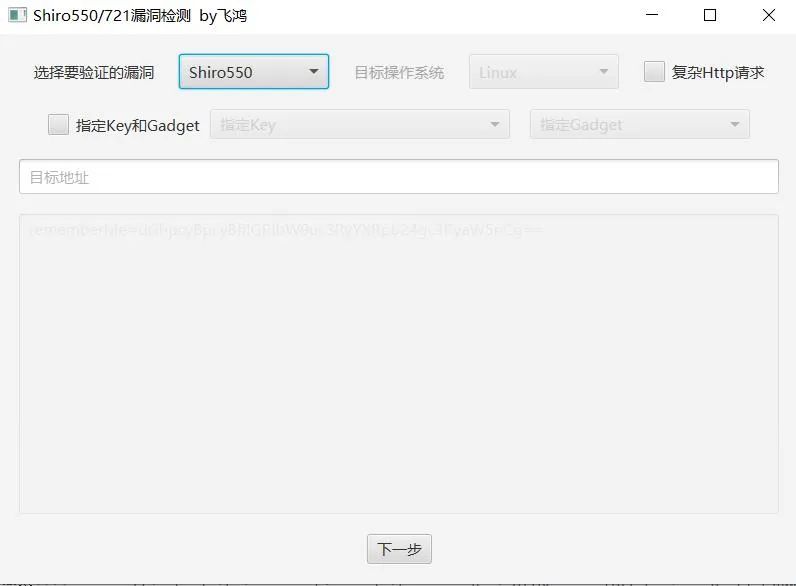 Shiro550/721漏洞检测 by飞鸿
选择要验证的漏洞 Shiro550 目标操作系统 Linux 复杂Http请求
指定Key和Gadget 指定Key 指定Gadget
目标地址
下一步